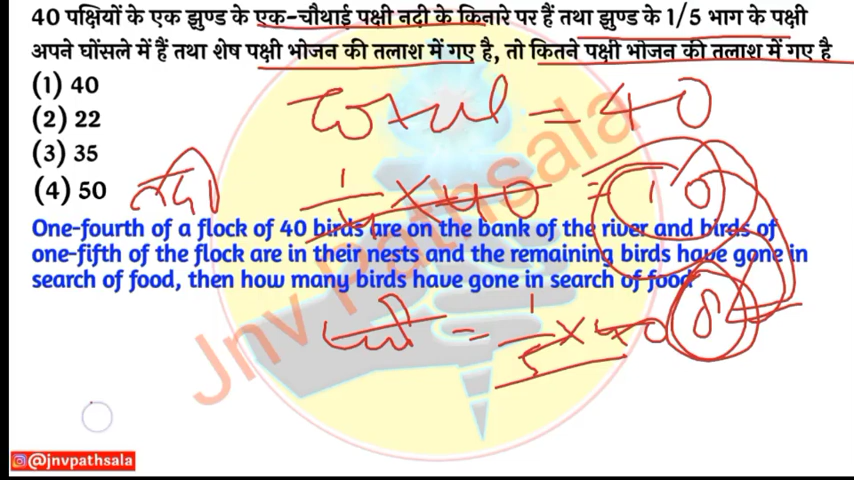 40 पक्षियों के एक झुण्ड के एक-चौथाई पक्षी नदी के किनारे पर हैं तथा झुण्ड के 1/5 भाग के पक्षी
अपने घोंसले में हैं तथा शेष पक्षी भोजन की तलाश में गए है, तो कितने पक्षी भोजन की तलाश में गए है
(1) 40
(2) 22
(3) 35
(4) 50
total = 40
नदी 1/4 × 40 = 10
One-fourth of a flock of 40 birds are on the bank of the river and birds of
one-fifth of the flock are in their nests and the remaining birds have gone in
search of food, then how many birds have gone in search of food
= 1/5 × 40 8
Jnv Pathsala
@jnvpathsala